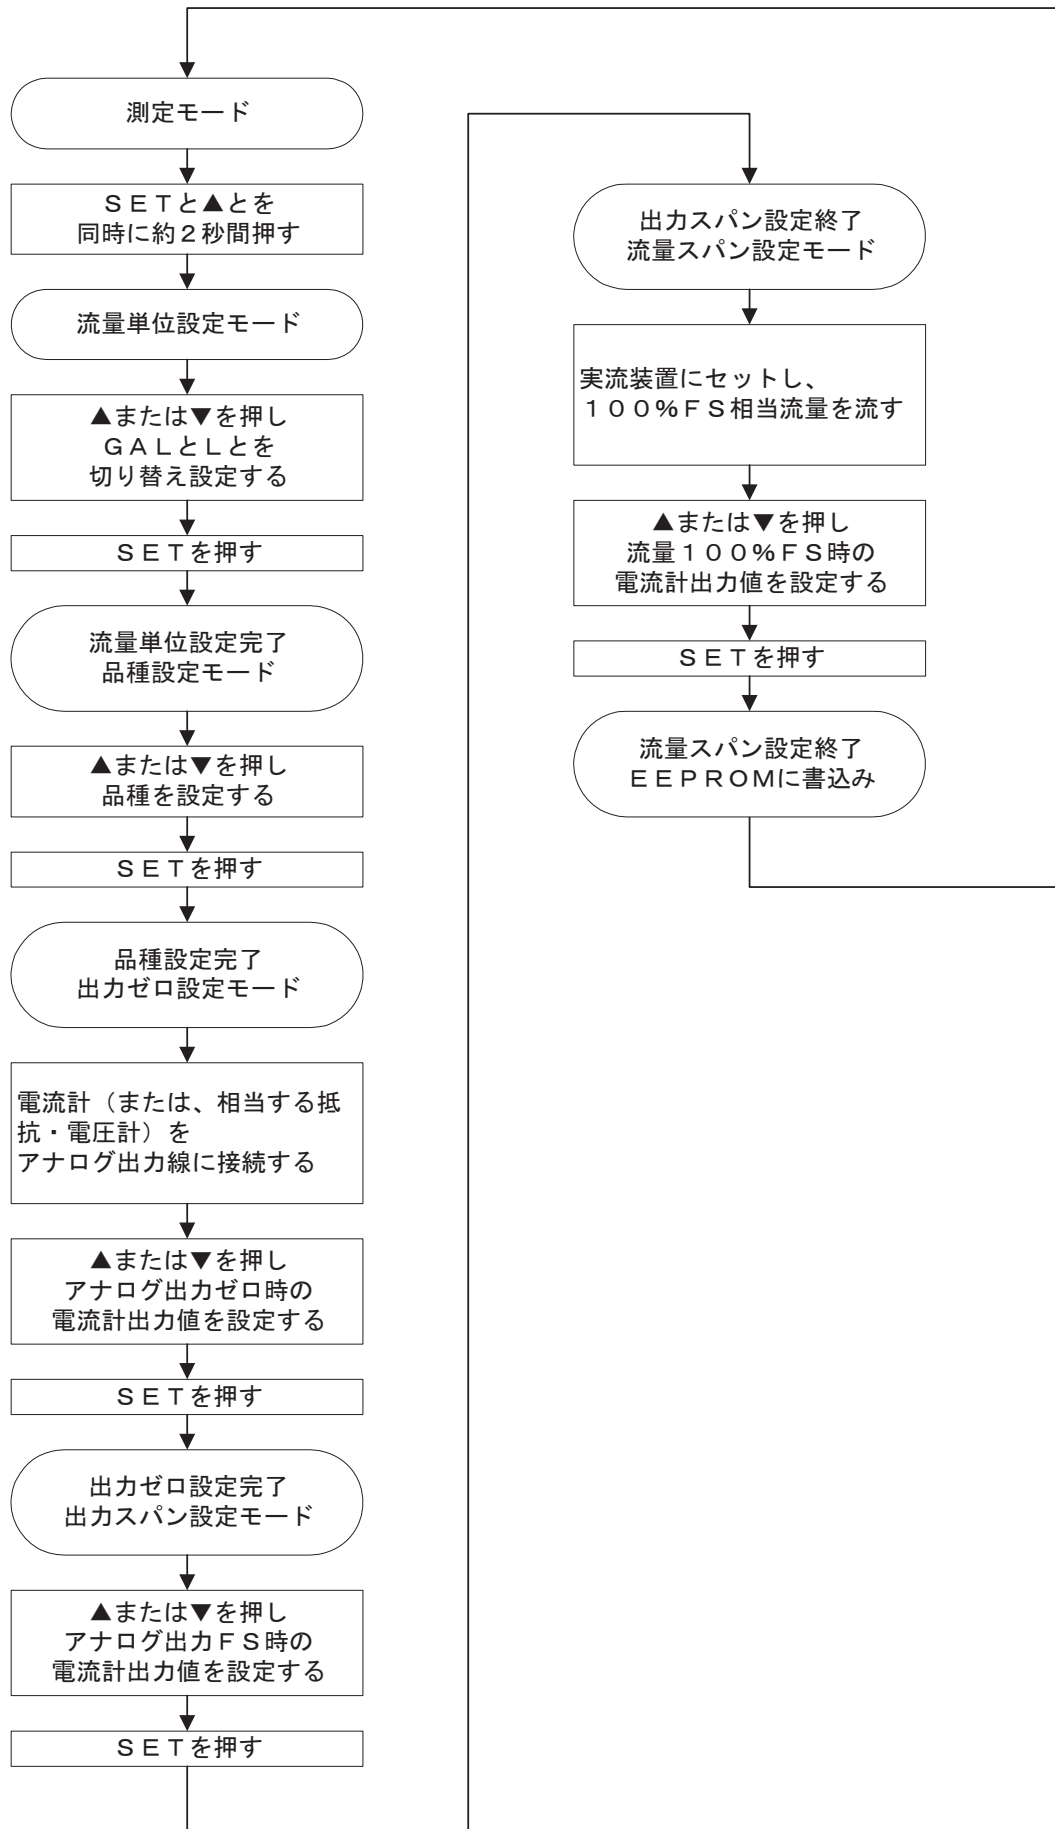 測定モード
ＳＥＴと▲とを
同時に約２秒間押す
流量単位設定モード
▲または▼を押し
ＧＡＬとＬとを
切り替え設定する
ＳＥＴを押す
流量単位設定完了
品種設定モード
▲または▼を押し
品種を設定する
ＳＥＴを押す
品種設定完了
出力ゼロ設定モード
電流計（または、相当する抵
抗・電圧計）を
アナログ出力線に接続する
▲または▼を押し
アナログ出力ゼロ時の
電流計出力値を設定する
ＳＥＴを押す
出力ゼロ設定完了
出力スパン設定モード
▲または▼を押し
アナログ出力ＦＳ時の
電流計出力値を設定する
ＳＥＴを押す
出力スパン設定終了
流量スパン設定モード
実流装置にセットし、
１００％ＦＳ相当流量を流す
▲または▼を押し
流量１００％ＦＳ時の
電流計出力値を設定する
ＳＥＴを押す
流量スパン設定終了
ＥＥＰＲＯＭに書込み